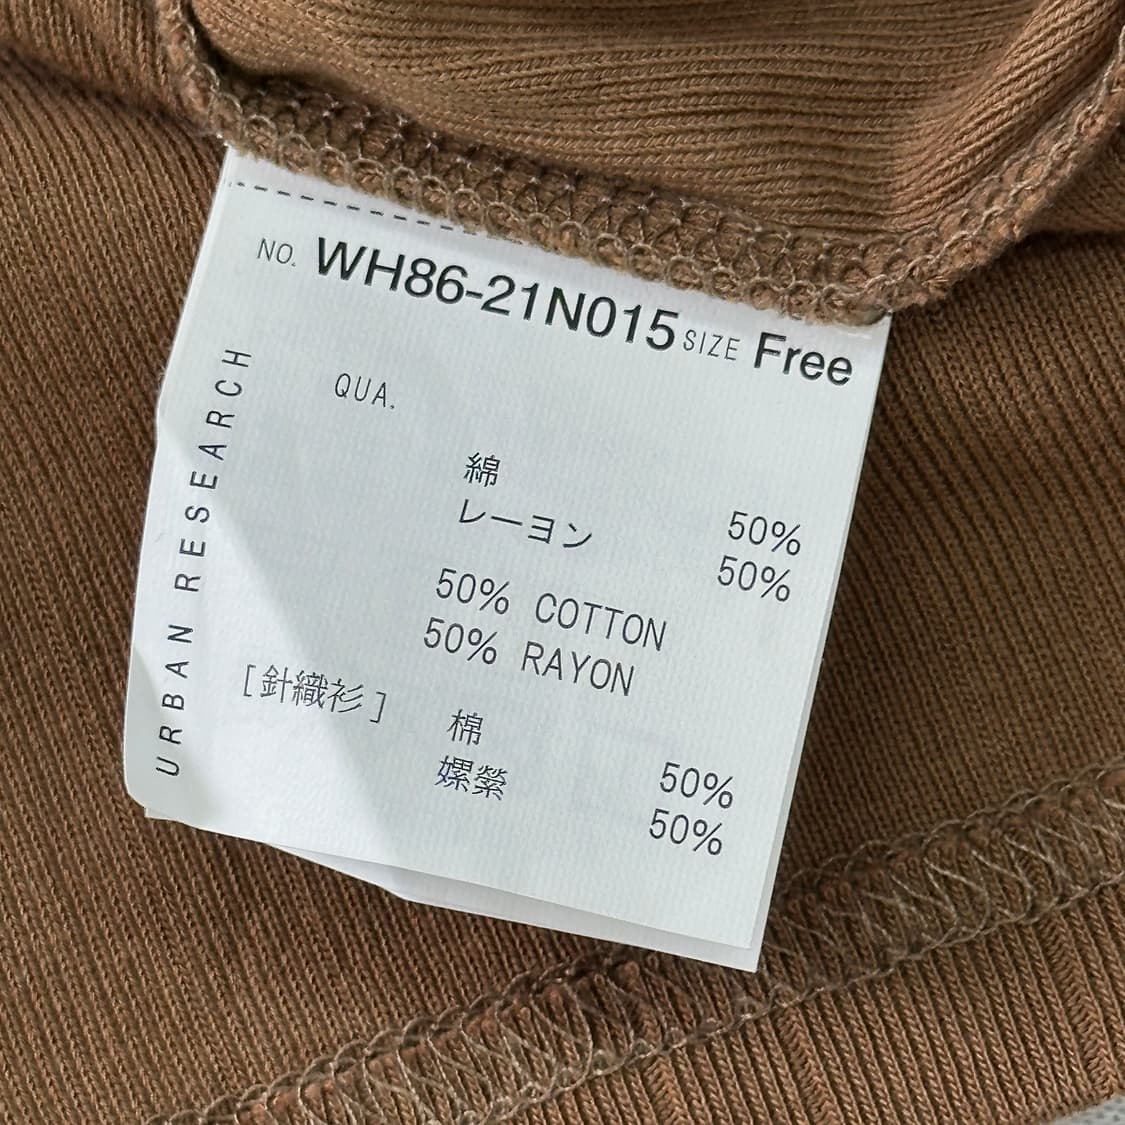 NO. WH86-21N015 SIZE Free
QUA.
綿 50%
レーヨン 50%
50% COTTON
50% RAYON
[針織衫] 棉 50%
嫘縈 50%
URBAN RESEARCH